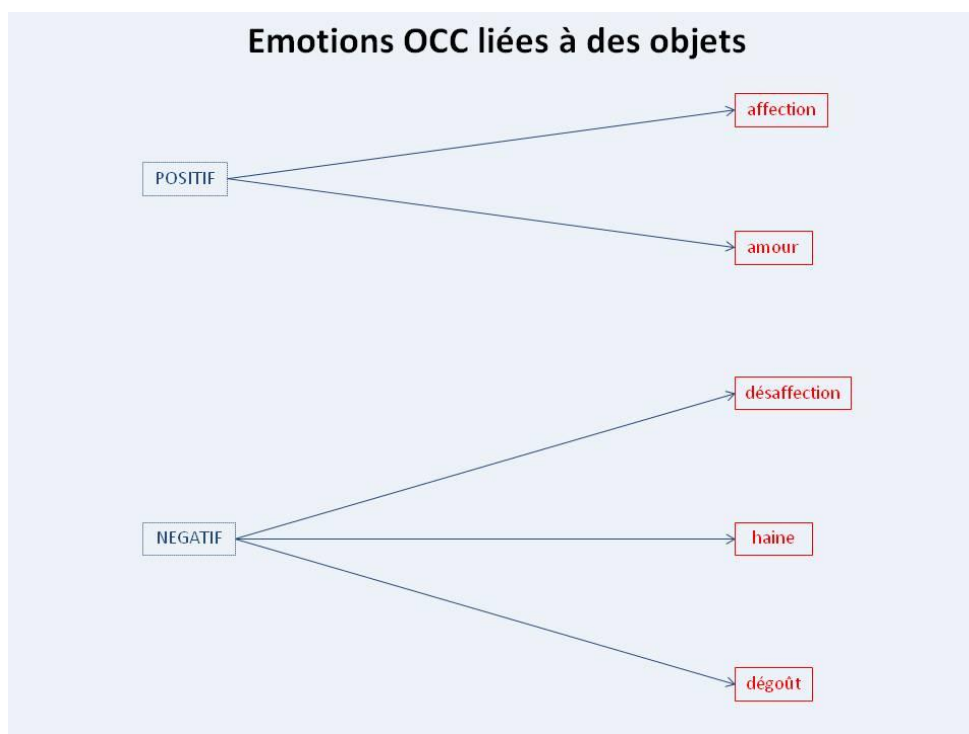 Emotions OCC liées à des objets
affection
POSITIF
amour
désaffection
NEGATIF
haine
dégoût